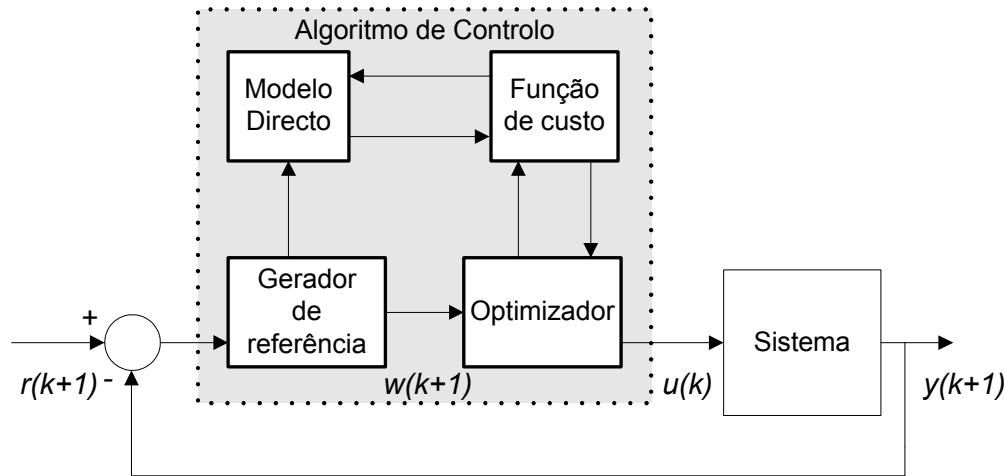 Algoritmo de Controlo
Modelo
Directo
Função
de custo
Gerador
de
referência
Optimizador
Sistema
+
-
r(k+1)
w(k+1)
u(k)
y(k+1)